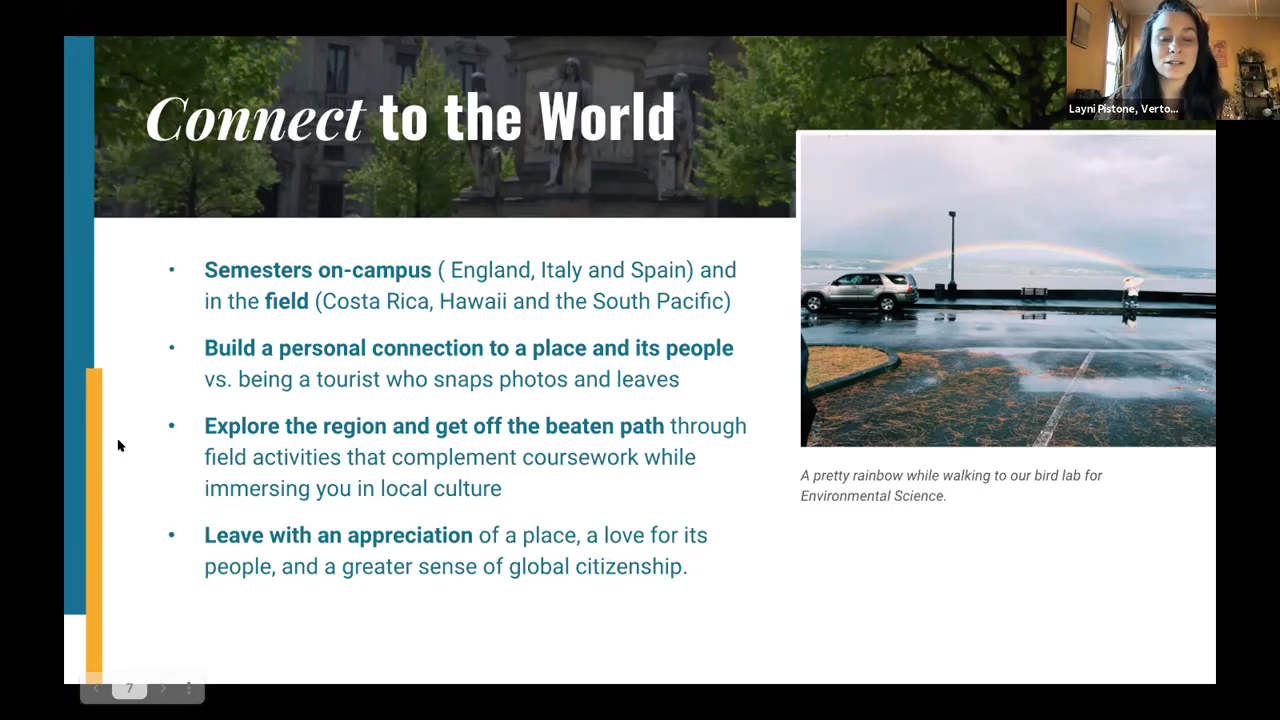 Layni Pistone, Verto...
Connect to the World
• Semesters on-campus ( England, Italy and Spain) and
in the field (Costa Rica, Hawaii and the South Pacific)
• Build a personal connection to a place and its people
vs. being a tourist who snaps photos and leaves
• Explore the region and get off the beaten path through
field activities that complement coursework while
immersing you in local culture
• Leave with an appreciation of a place, a love for its
people, and a greater sense of global citizenship.
A pretty rainbow while walking to our bird lab for
Environmental Science.
7